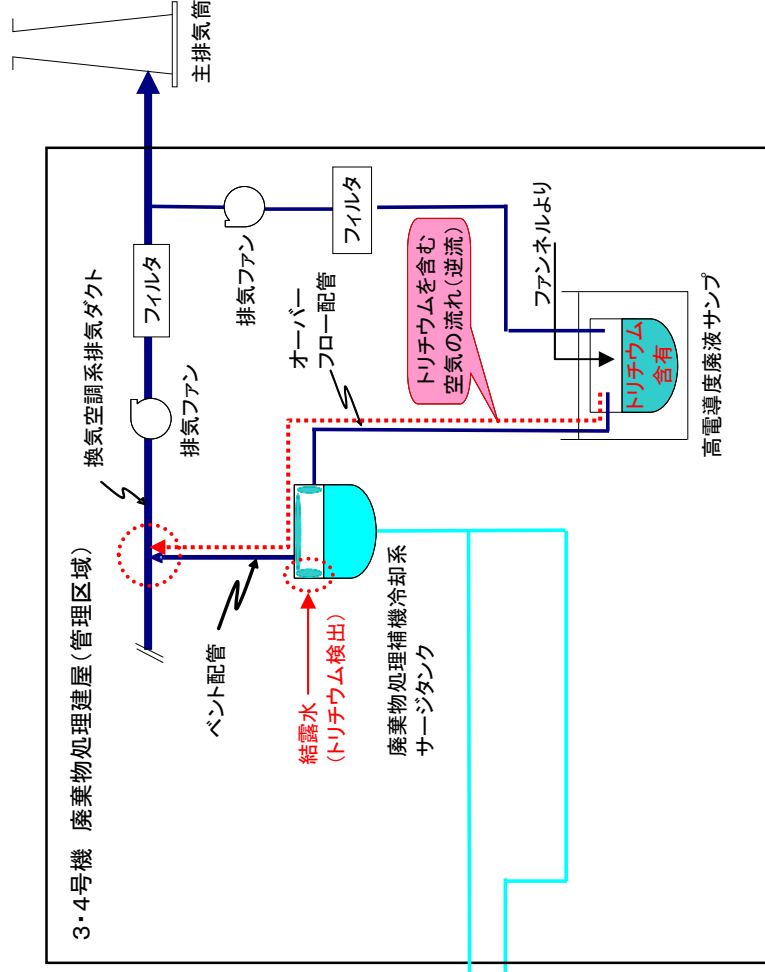 3・4号機 廃棄物処理建屋(管理区域)
換気空調系排気ダクト
排気ファン
フィルタ
主排気筒
排気ファン
フィルタ
ベント配管
オーバー
フロー配管
トリチウムを含む
空気の流れ(逆流)
結露水
(トリチウム検出)
廃棄物処理補機冷却系
サージタンク
ファンネルより
トリチウム
含有
高電導度廃液サンプ